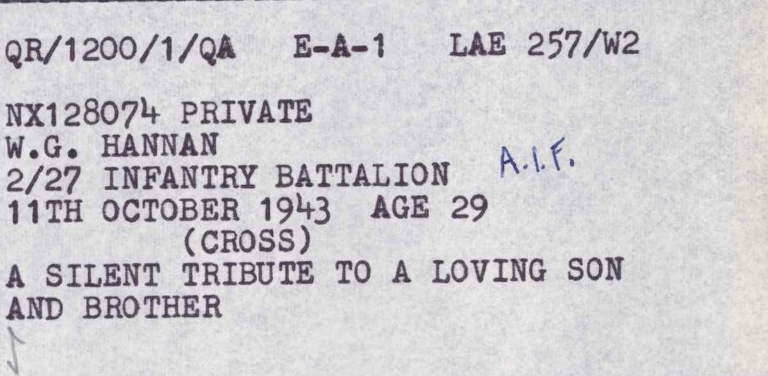 QR/1200/1/QA E-A-1 LAE 257/W2
NX128074 PRIVATE
W.G. HANNAN
2/27 INFANTRY BATTALION A.I.F.
11TH OCTOBER 1943 AGE 29
(CROSS)
A SILENT TRIBUTE TO A LOVING SON
AND BROTHER